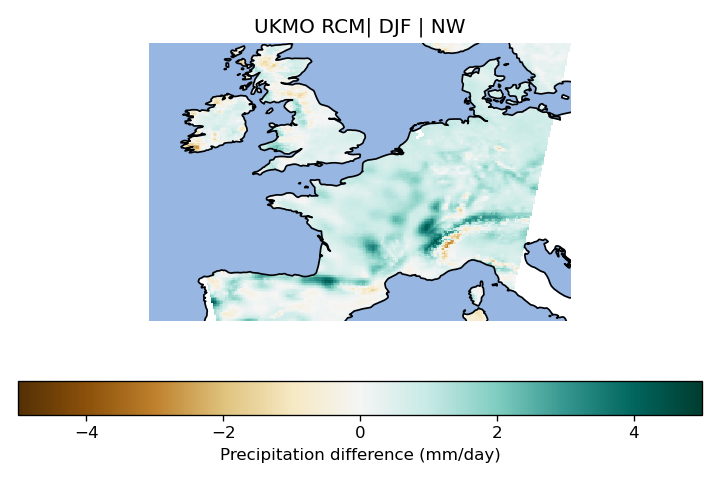 UKMO RCM| DJF | NW
−4 −2 0 2 4
Precipitation difference (mm/day)